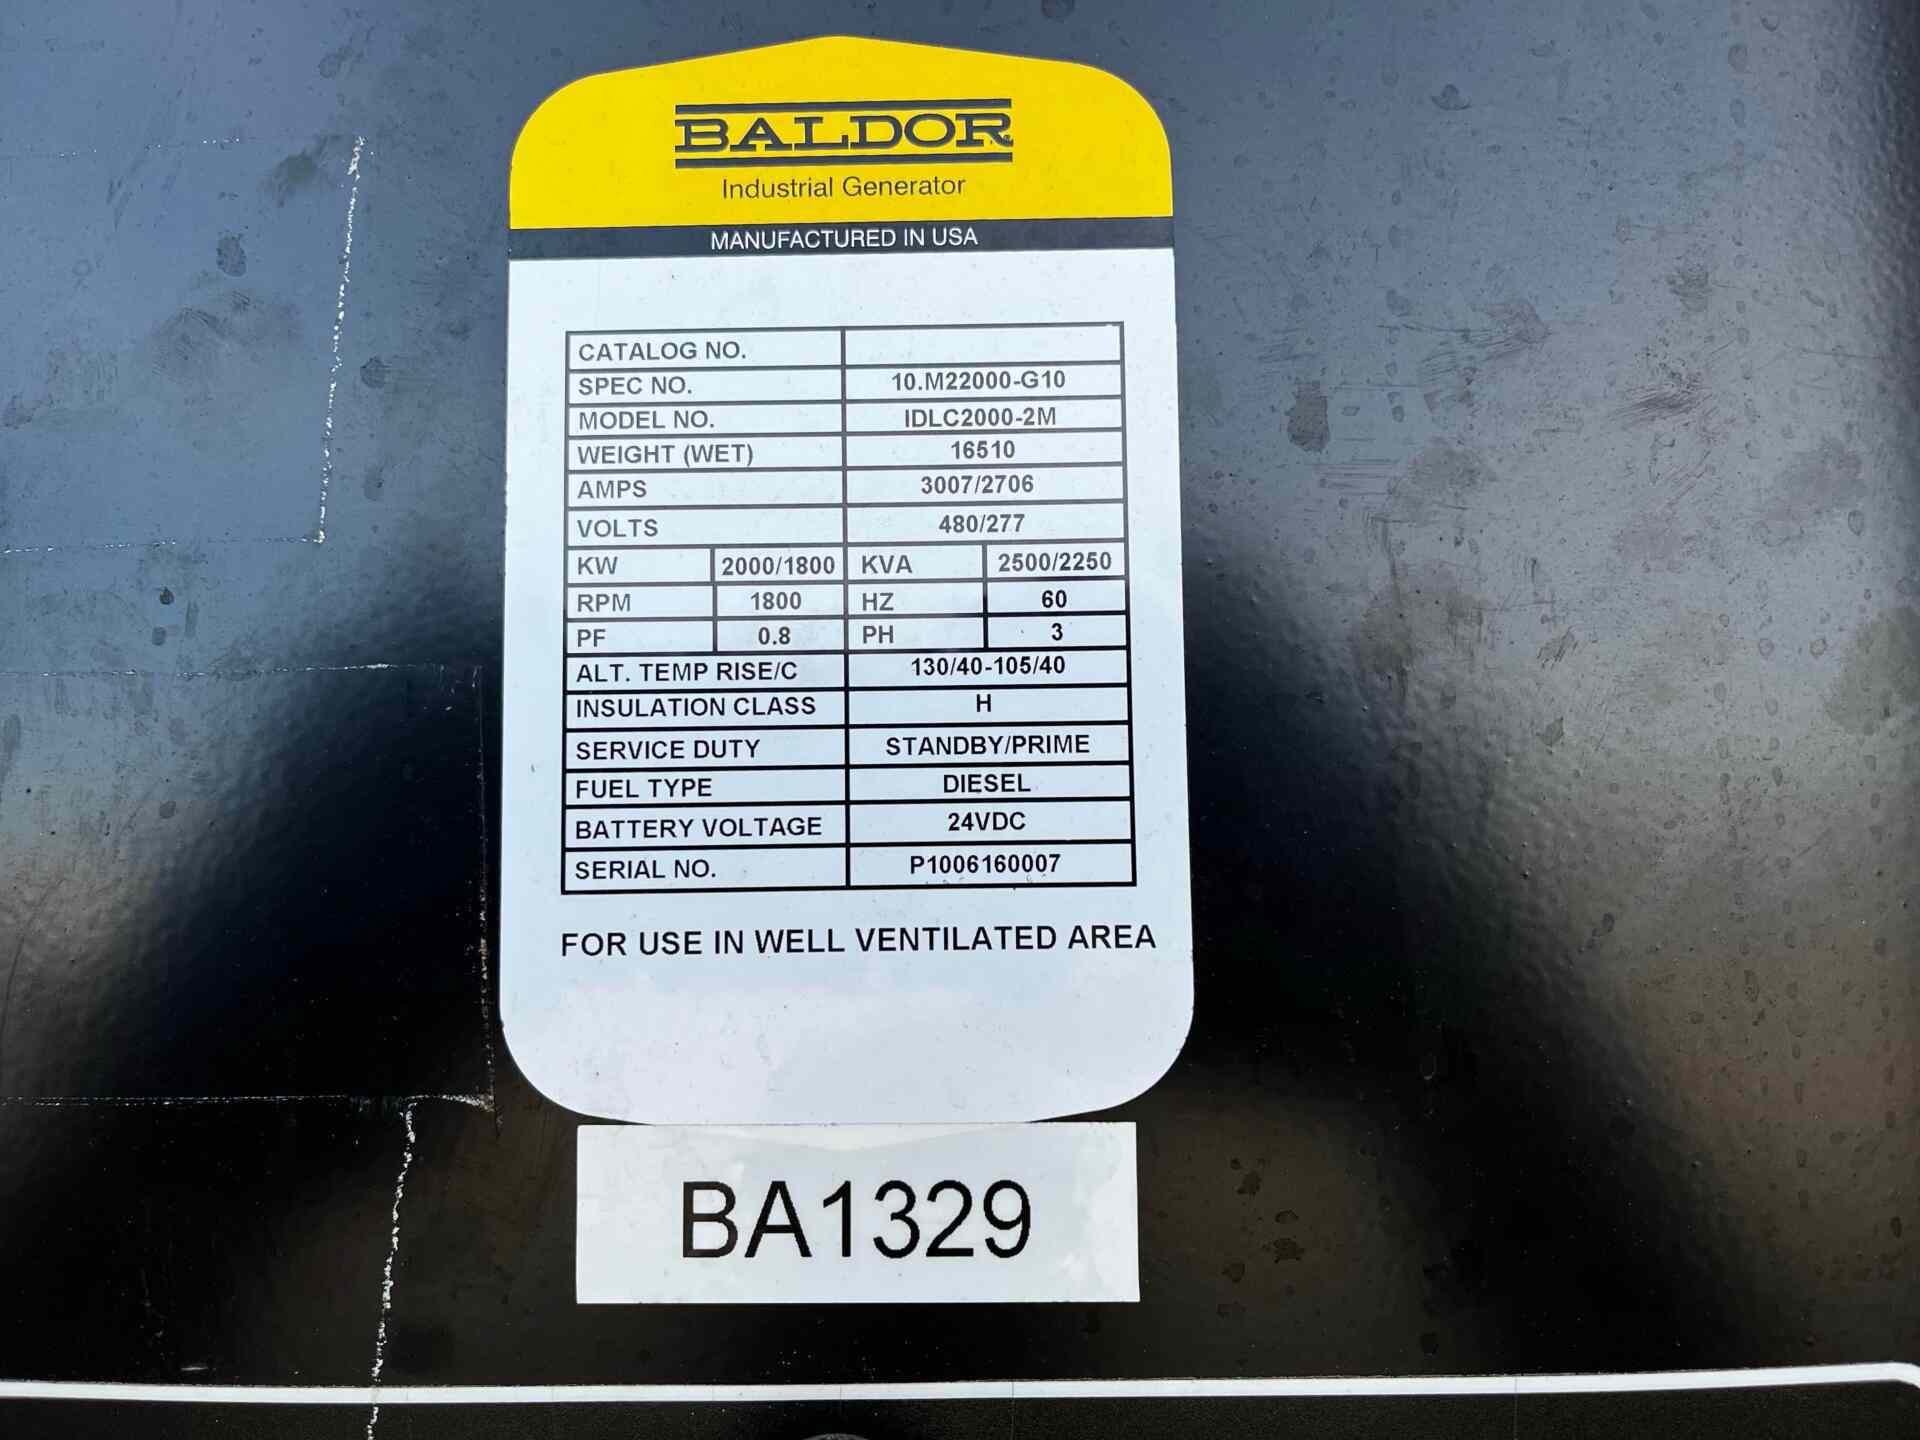 BALDOR
Industrial Generator
MANUFACTURED IN USA
CATALOG NO.
SPEC NO. 10.M22000-G10
MODEL NO. IDLC2000-2M
WEIGHT (WET) 16510
AMPS 3007/2706
VOLTS 480/277
KW 2000/1800 KVA 2500/2250
RPM 1800 HZ 60
PF 0.8 PH 3
ALT. TEMP RISE/C 130/40-105/40
INSULATION CLASS H
SERVICE DUTY STANDBY/PRIME
FUEL TYPE DIESEL
BATTERY VOLTAGE 24VDC
SERIAL NO. P1006160007
FOR USE IN WELL VENTILATED AREA
BA1329